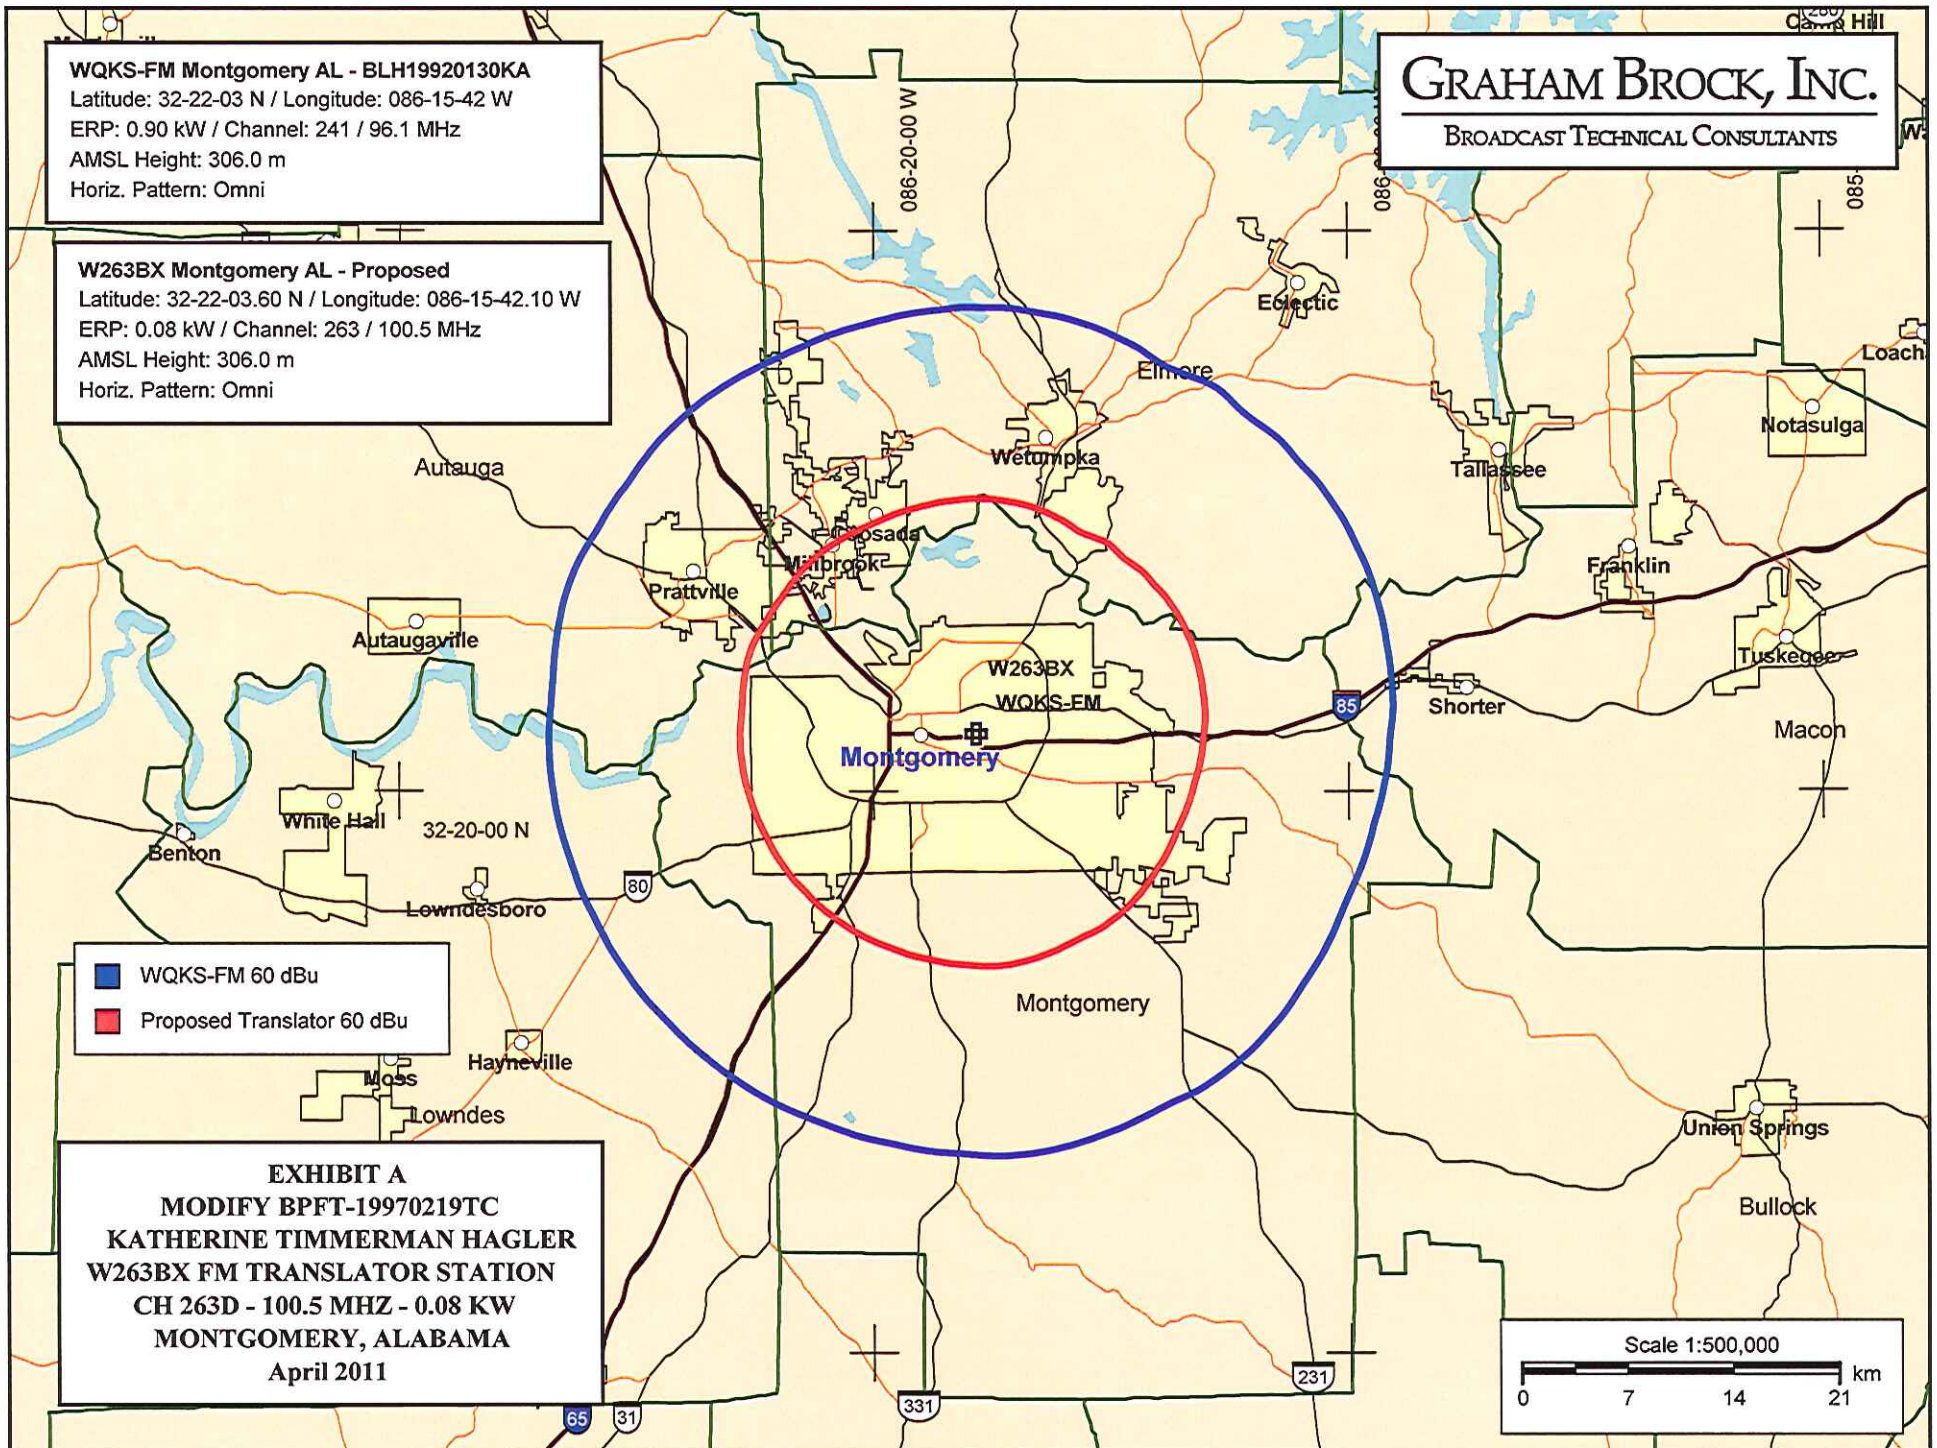 WQKS-FM Montgomery AL - BLH19920130KA
Latitude: 32-22-03 N / Longitude: 086-15-42 W
ERP: 0.90 kW / Channel: 241 / 96.1 MHz
AMSL Height: 306.0 m
Horiz. Pattern: Omni
W263BX Montgomery AL - Proposed
Latitude: 32-22-03.60 N / Longitude: 086-15-42.10 W
ERP: 0.08 kW / Channel: 263 / 100.5 MHz
AMSL Height: 306.0 m
Horiz. Pattern: Omni
GRAHAM BROCK, INC.
BROADCAST TECHNICAL CONSULTANTS
280
Camp Hill
086-20-00 W
086-
085-
Eclectic
Elmore
Loach
Notasulga
Autauga
Wetumpka
Tallassee
Coosada
Millbrook
Prattville
Franklin
Autaugaville
Tuskegee
W263BX
WQKS-FM
85
Shorter
Macon
Montgomery
White Hall
32-20-00 N
Benton
80
Lowndesboro
WQKS-FM 60 dBu
Proposed Translator 60 dBu
Montgomery
Hayneville
Moss
Lowndes
Union Springs
Bullock
EXHIBIT A
MODIFY BPFT-19970219TC
KATHERINE TIMMERMAN HAGLER
W263BX FM TRANSLATOR STATION
CH 263D - 100.5 MHZ - 0.08 KW
MONTGOMERY, ALABAMA
April 2011
65
31
331
231
Scale 1:500,000
km
0 7 14 21